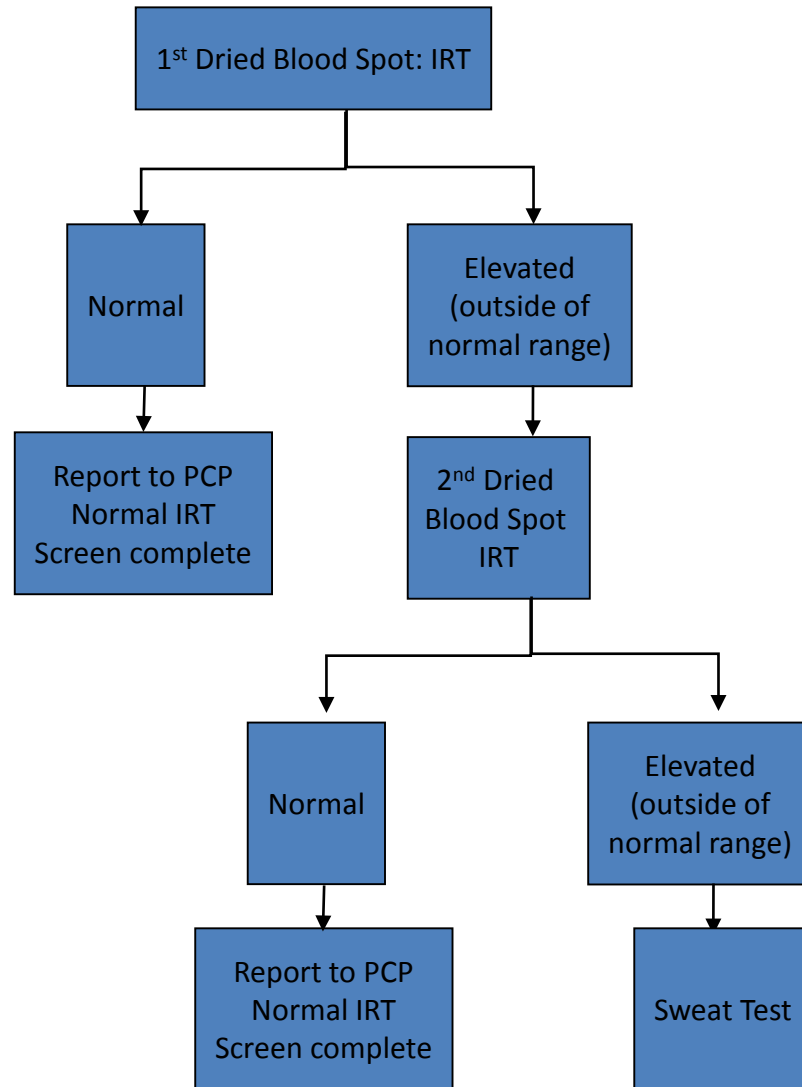 1st Dried Blood Spot: IRT
Normal
Elevated
(outside of
normal range)
Report to PCP
Normal IRT
Screen complete
2nd Dried
Blood Spot
IRT
Normal
Elevated
(outside of
normal range)
Report to PCP
Normal IRT
Screen complete
Sweat Test